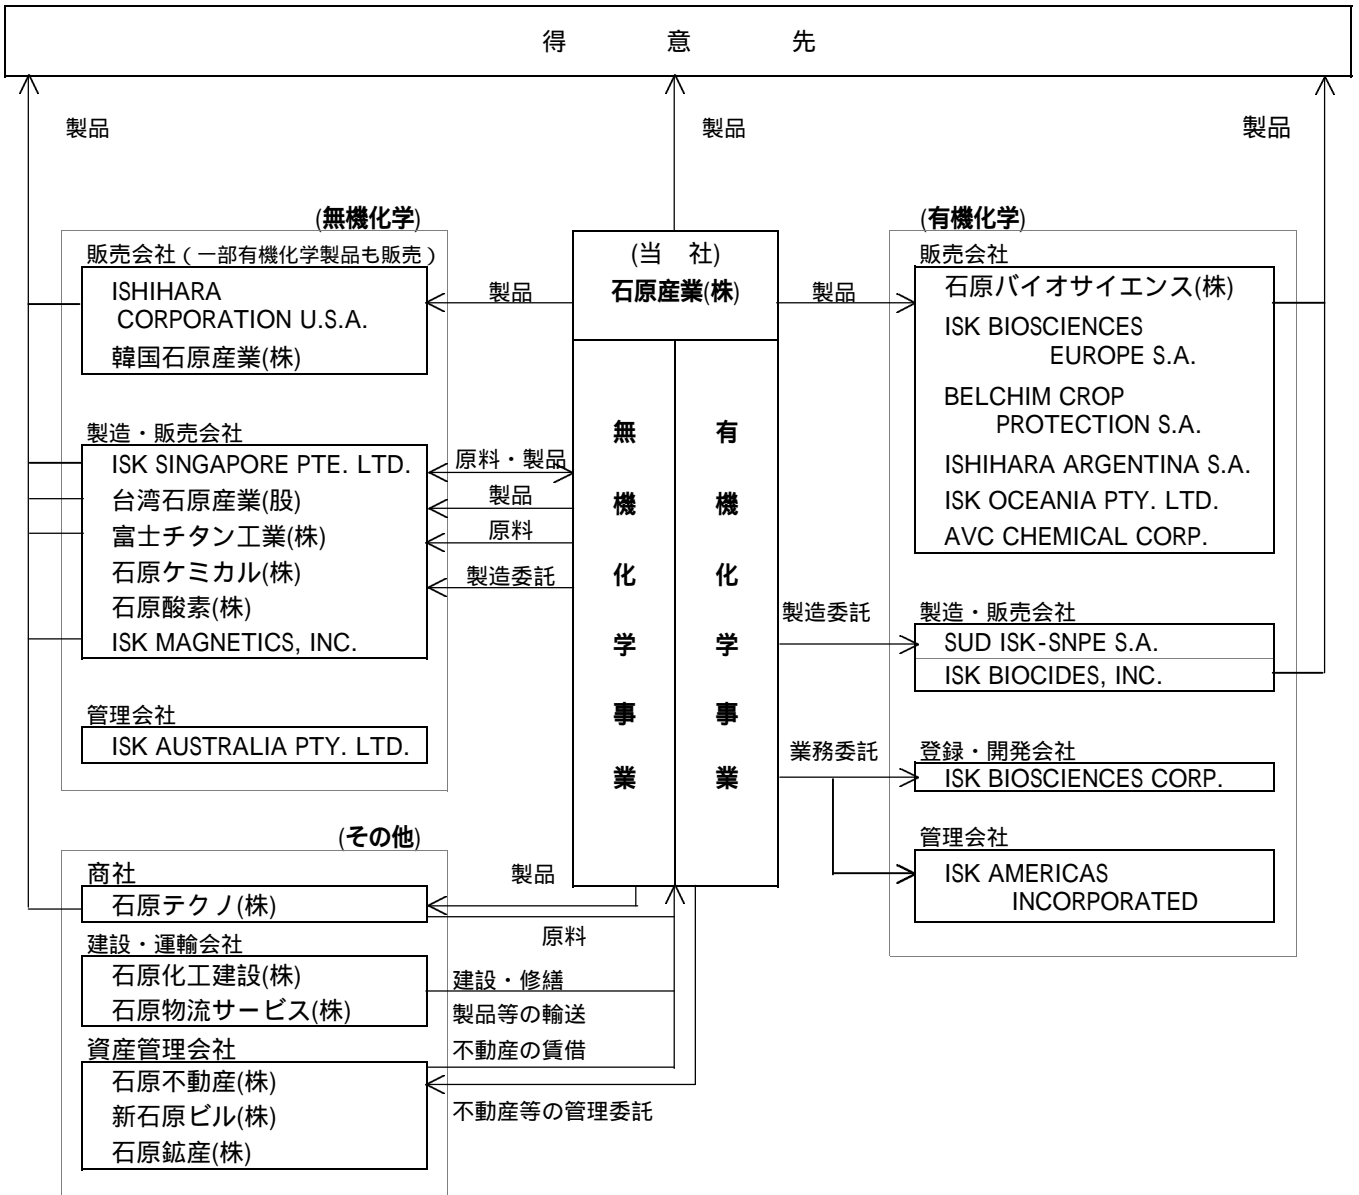 得意先
製品
製品
製品
(無機化学)
販売会社（一部有機化学製品も販売）
ISHIHARA
CORPORATION U.S.A.
韓国石原産業(株)
製造・販売会社
ISK SINGAPORE PTE. LTD.
台湾石原産業(股)
富士チタン工業(株)
石原ケミカル(株)
石原酸素(株)
ISK MAGNETICS, INC.
管理会社
ISK AUSTRALIA PTY. LTD.
製品
原料・製品
製品
原料
製造委託
(当社)
石原産業(株)
無機化学事業
有機化学事業
製品
製造委託
業務委託
(有機化学)
販売会社
石原バイオサイエンス(株)
ISK BIOSCIENCES
EUROPE S.A.
BELCHIM CROP
PROTECTION S.A.
ISHIHARA ARGENTINA S.A.
ISK OCEANIA PTY. LTD.
AVC CHEMICAL CORP.
製造・販売会社
SUD ISK-SNPE S.A.
ISK BIOCIDES, INC.
登録・開発会社
ISK BIOSCIENCES CORP.
管理会社
ISK AMERICAS
INCORPORATED
(その他)
商社
石原テクノ(株)
建設・運輸会社
石原化工建設(株)
石原物流サービス(株)
資産管理会社
石原不動産(株)
新石原ビル(株)
石原鉱産(株)
製品
原料
建設・修繕
製品等の輸送
不動産の賃借
不動産等の管理委託